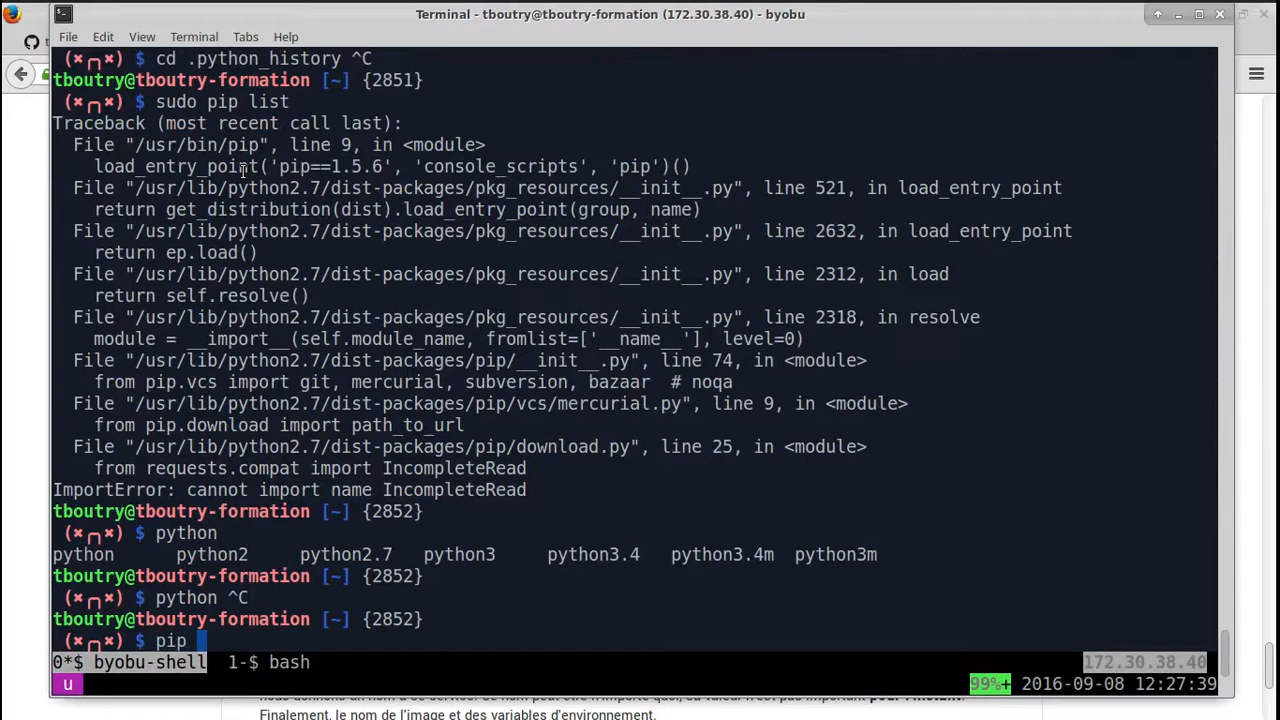 Terminal - tboutry@tboutry-formation (172.30.38.40) - byobu
File Edit View Terminal Tabs Help
(✖╭╮✖) $ cd .python_history ^C
tboutry@tboutry-formation [~] {2851}
(✖╭╮✖) $ sudo pip list
Traceback (most recent call last):
File "/usr/bin/pip", line 9, in <module>
load_entry_point('pip==1.5.6', 'console_scripts', 'pip')()
File "/usr/lib/python2.7/dist-packages/pkg_resources/__init__.py", line 521, in load_entry_point
return get_distribution(dist).load_entry_point(group, name)
File "/usr/lib/python2.7/dist-packages/pkg_resources/__init__.py", line 2632, in load_entry_point
return ep.load()
File "/usr/lib/python2.7/dist-packages/pkg_resources/__init__.py", line 2312, in load
return self.resolve()
File "/usr/lib/python2.7/dist-packages/pkg_resources/__init__.py", line 2318, in resolve
module = __import__(self.module_name, fromlist=['__name__'], level=0)
File "/usr/lib/python2.7/dist-packages/pip/__init__.py", line 74, in <module>
from pip.vcs import git, mercurial, subversion, bazaar # noqa
File "/usr/lib/python2.7/dist-packages/pip/vcs/mercurial.py", line 9, in <module>
from pip.download import path_to_url
File "/usr/lib/python2.7/dist-packages/pip/download.py", line 25, in <module>
from requests.compat import IncompleteRead
ImportError: cannot import name IncompleteRead
tboutry@tboutry-formation [~] {2852}
(✖╭╮✖) $ python
python python2 python2.7 python3 python3.4 python3.4m python3m
tboutry@tboutry-formation [~] {2852}
(✖╭╮✖) $ python ^C
tboutry@tboutry-formation [~] {2852}
(✖╭╮✖) $ pip
0*$ byobu-shell 1-$ bash 172.30.38.40
u 99%+ 2016-09-08 12:27:39
Finalement, le nom de l'image et des variables d'environnement.